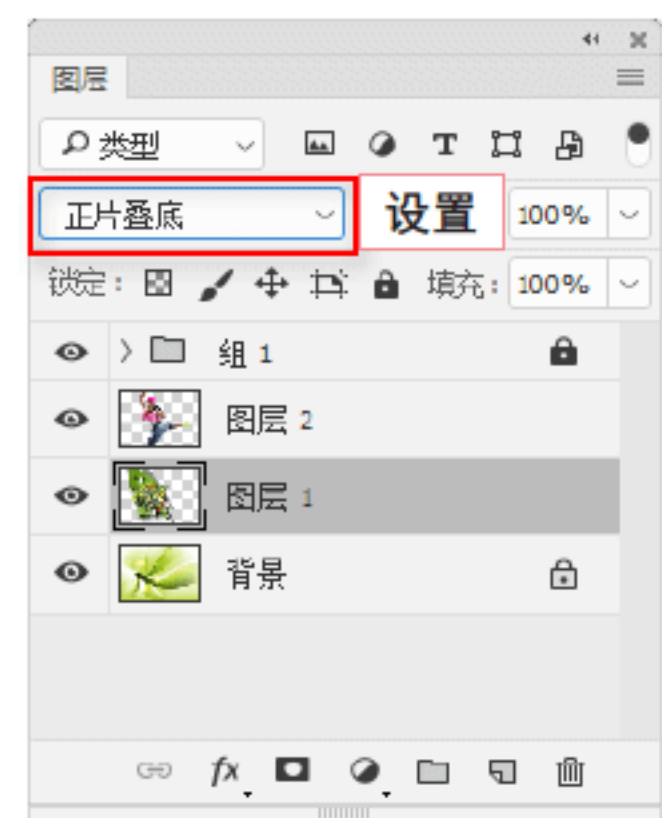 图层
类型
正片叠底 设置 100%
锁定: 填充: 100%
组 1
图层 2
图层 1
背景
fx